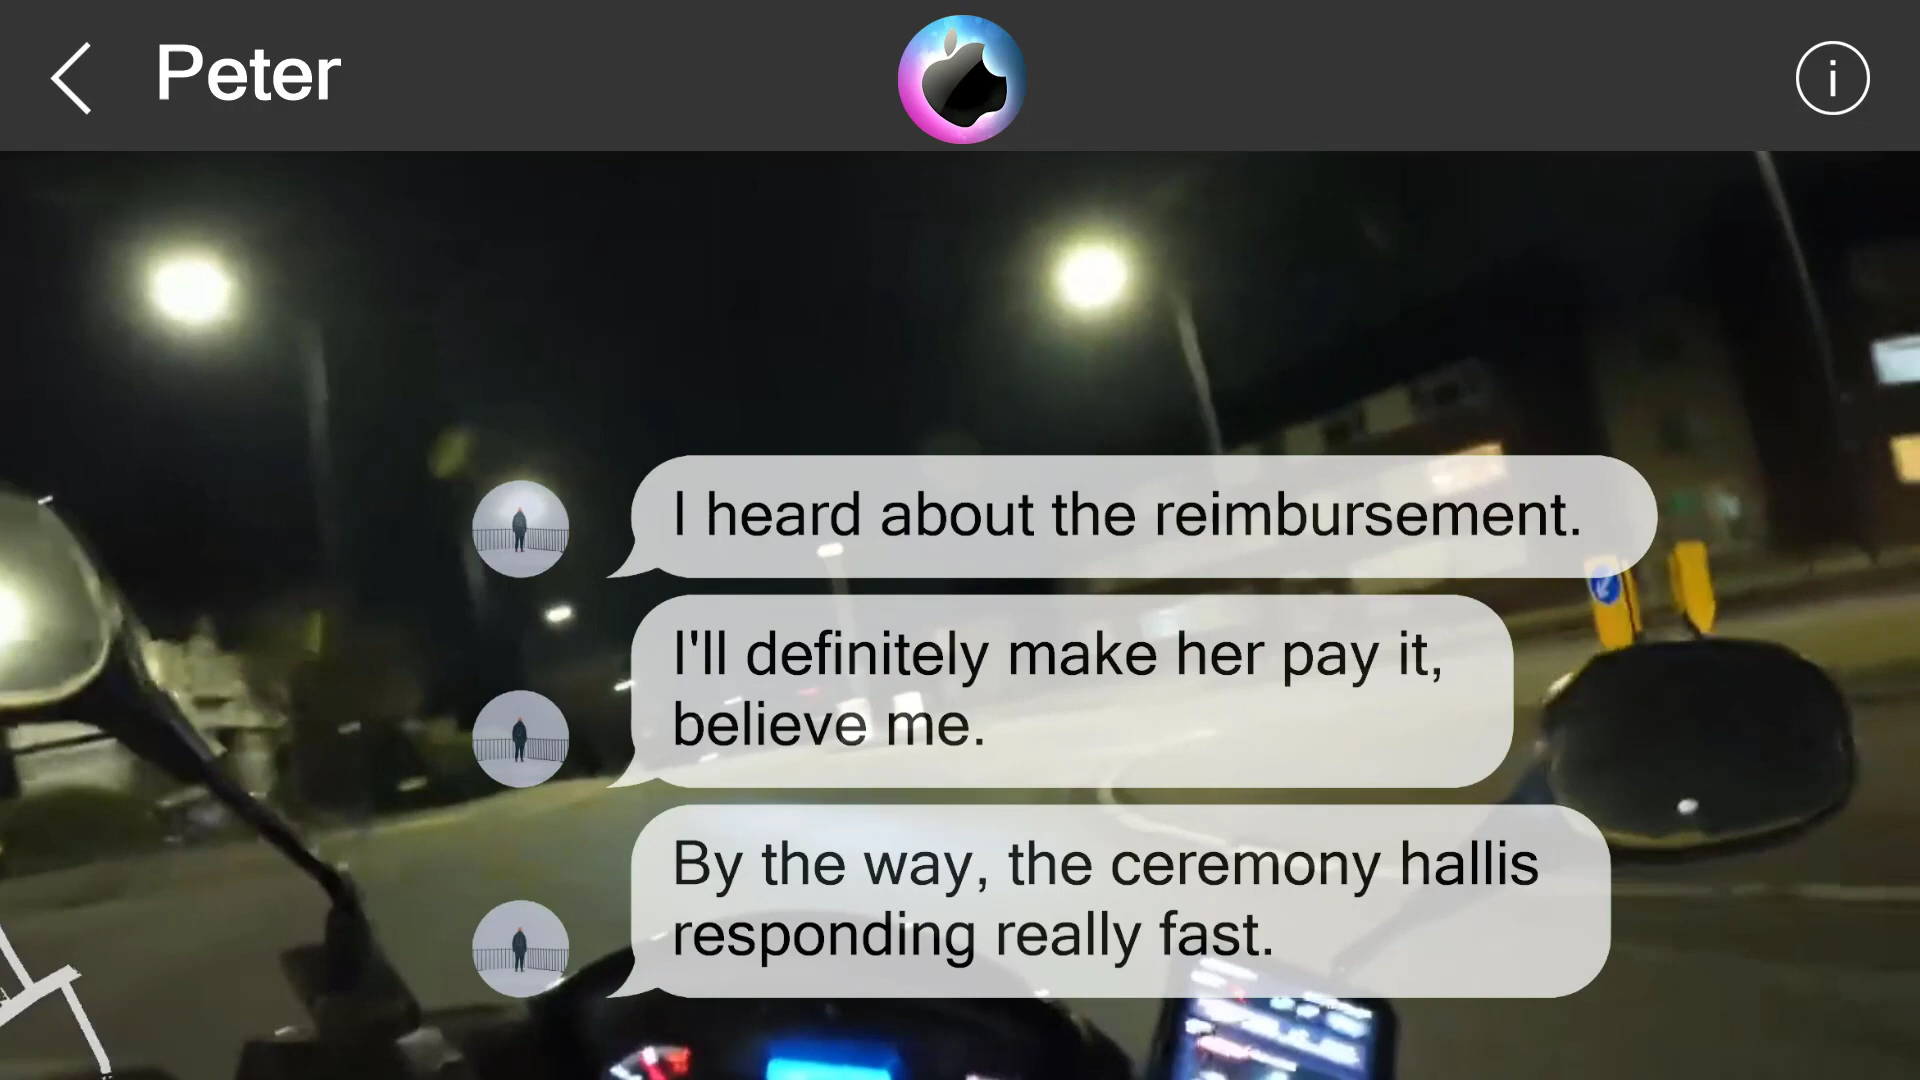 Peter
i
I heard about the reimbursement.
I'll definitely make her pay it,
believe me.
By the way, the ceremony hallis
responding really fast.